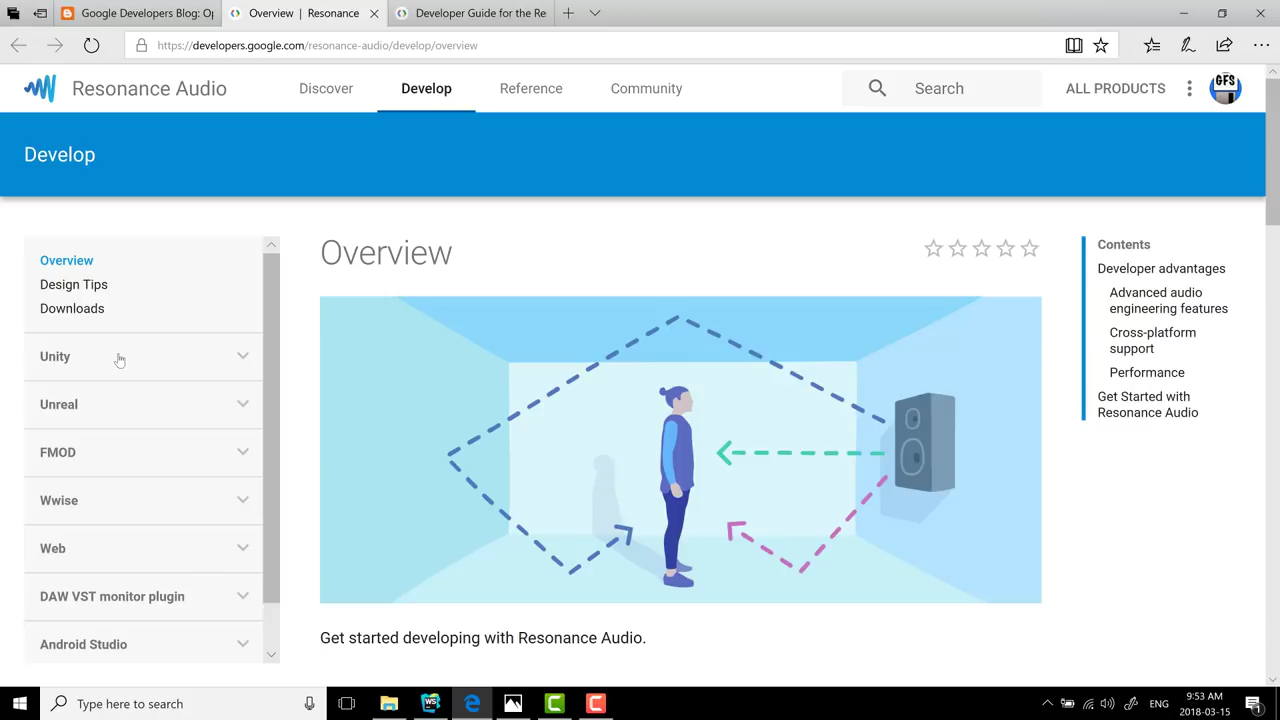 Google Developers Blog: Op
Overview | Resonance
Developer Guide for the Re
https://developers.google.com/resonance-audio/develop/overview
Resonance Audio
Discover
Develop
Reference
Community
Search
ALL PRODUCTS
GFS
Develop
Overview
Design Tips
Downloads
Unity
Unreal
FMOD
Wwise
Web
DAW VST monitor plugin
Android Studio
Overview
Get started developing with Resonance Audio.
Contents
Developer advantages
Advanced audio
engineering features
Cross-platform
support
Performance
Get Started with
Resonance Audio
Type here to search
WS
C
C
ENG
9:53 AM
2018-03-15
1